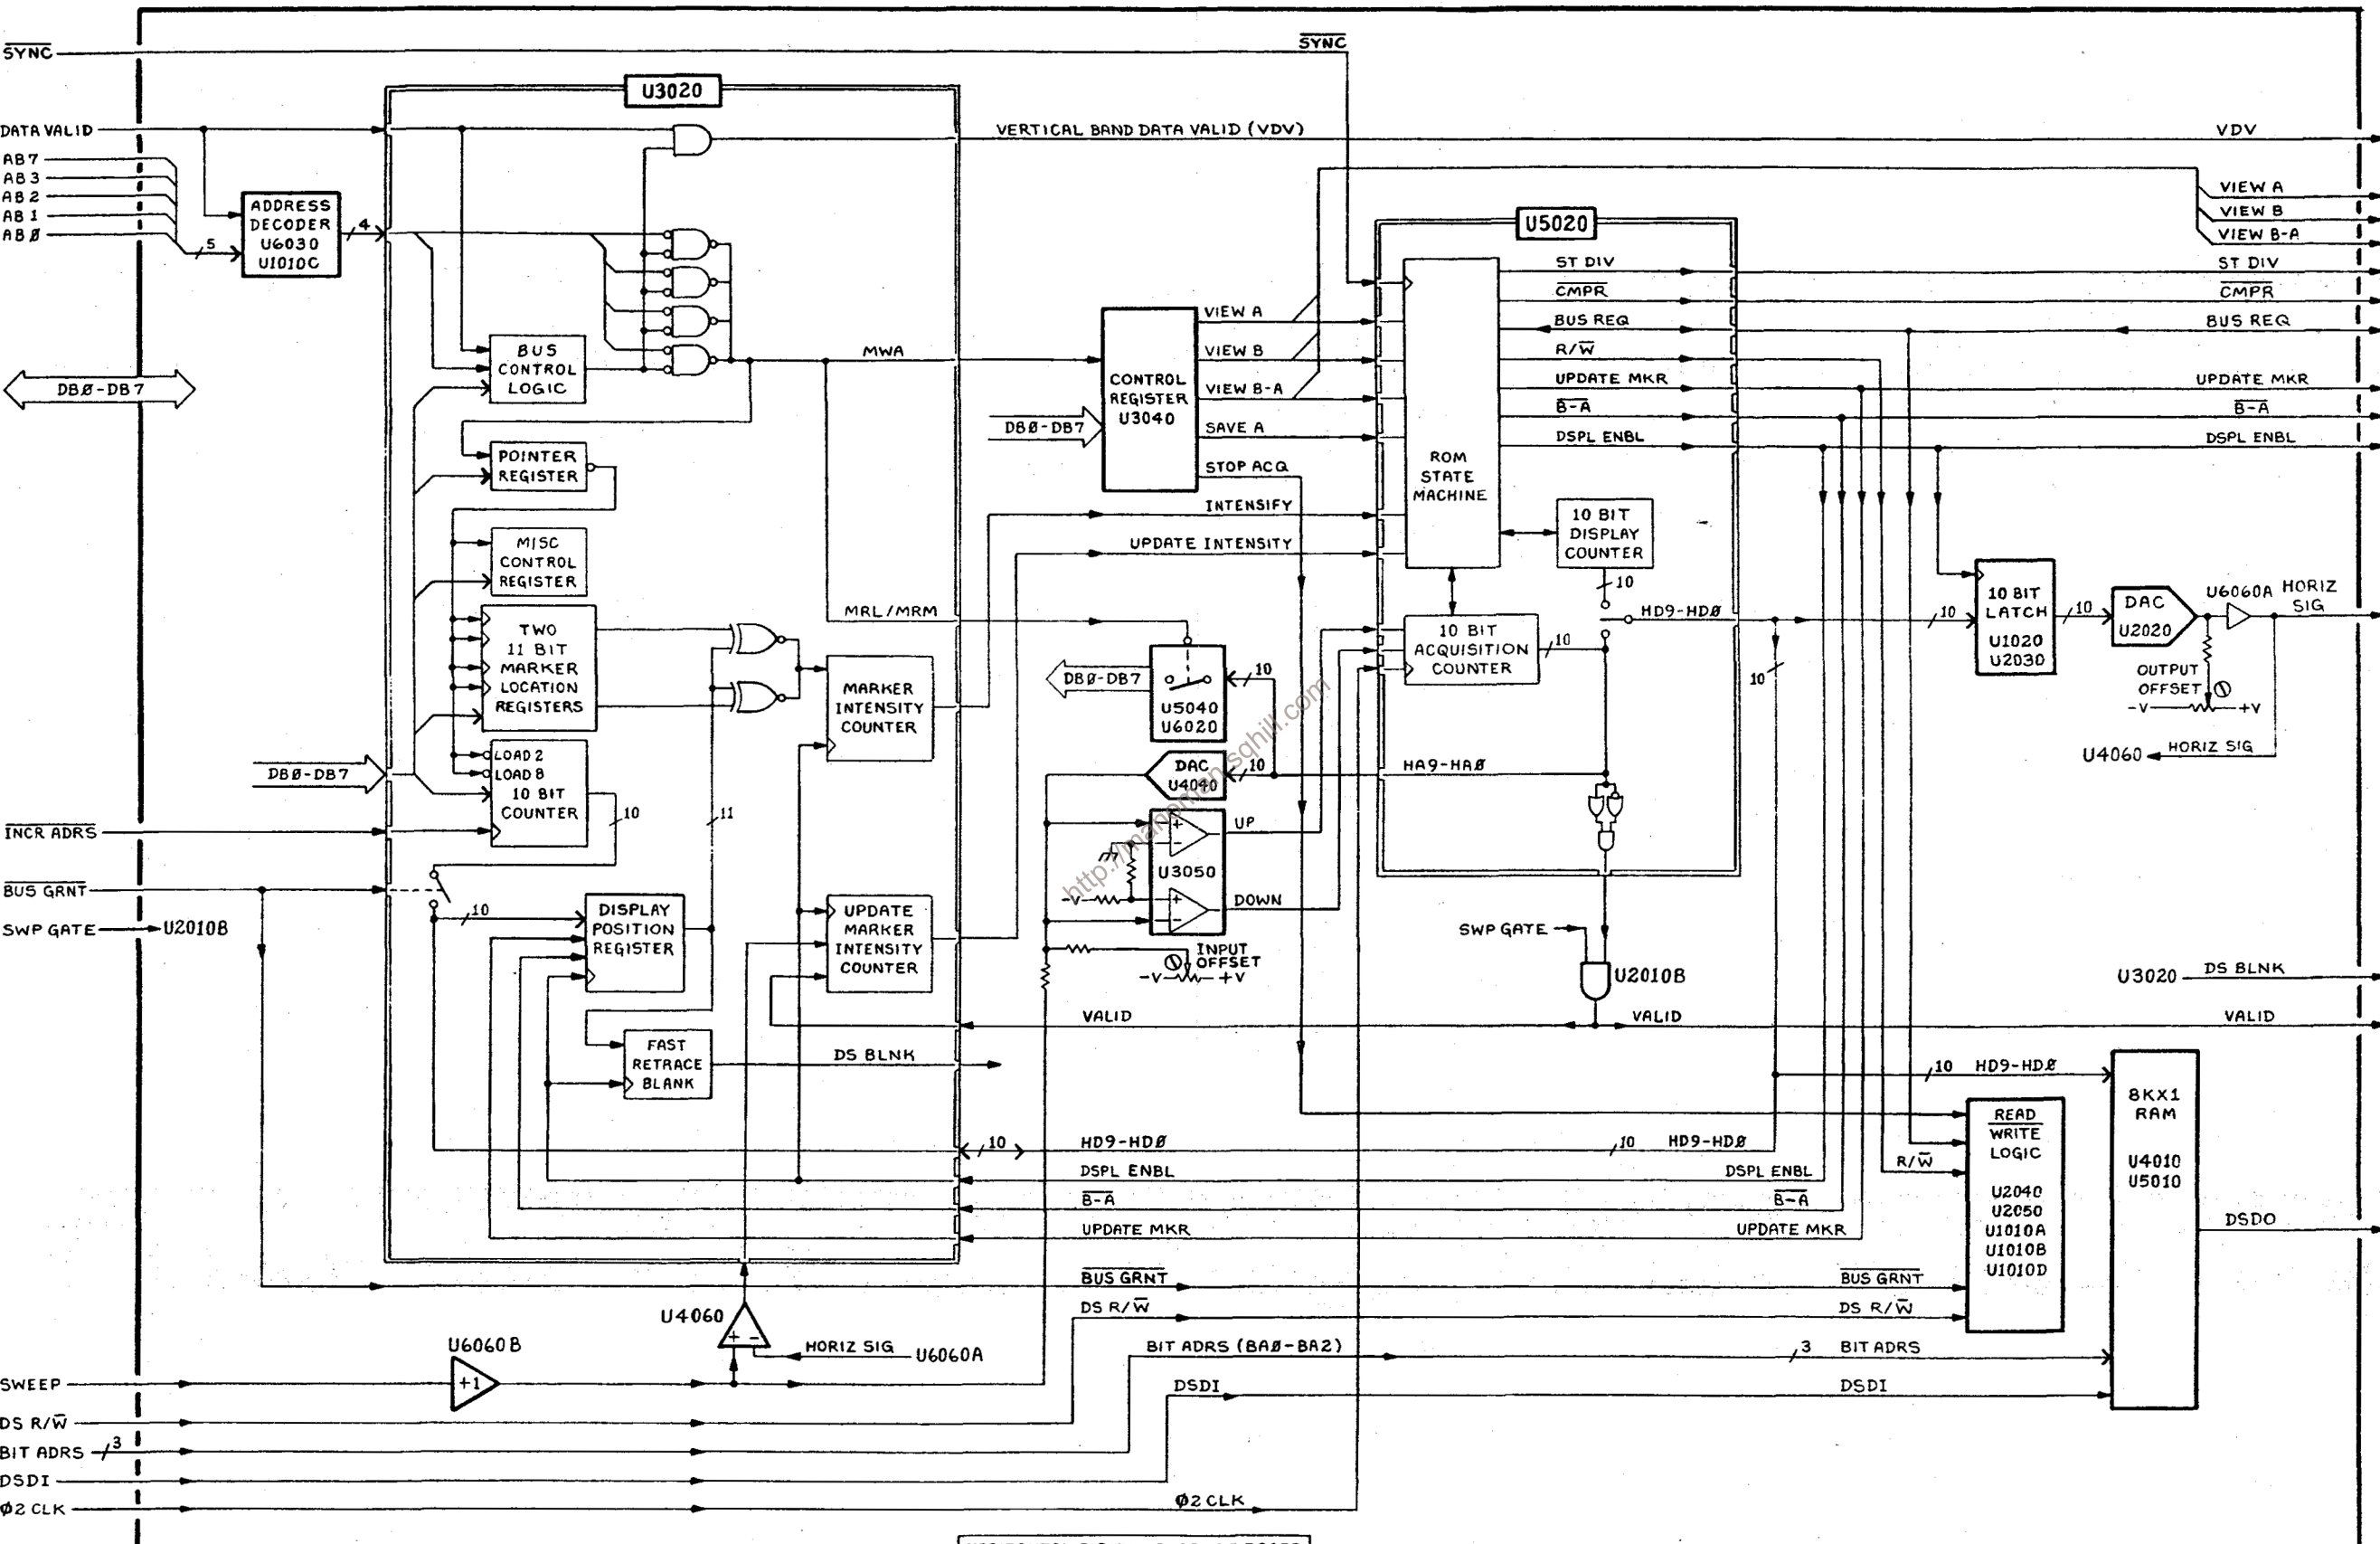 SYNC
DATA VALID
AB7
AB3
AB2
AB1
ABØ
ADDRESS
DECODER
U6030
U1010C
5
4
DBØ-DB7
INCR ADRS
BUS GRNT
SWP GATE
U2010B
SWEEP
DS R/W̅
BIT ADRS
3
DSDI
Ø2 CLK
U3020
BUS
CONTROL
LOGIC
POINTER
REGISTER
MISC
CONTROL
REGISTER
TWO
11 BIT
MARKER
LOCATION
REGISTERS
DBØ-DB7
LOAD 2
LOAD 8
10 BIT
COUNTER
10
11
10
DISPLAY
POSITION
REGISTER
FAST
RETRACE
BLANK
MARKER
INTENSITY
COUNTER
UPDATE
MARKER
INTENSITY
COUNTER
U6060B
+1
U4060
+ -
HORIZ SIG
U6060A
SYNC
VERTICAL BAND DATA VALID (VDV)
MWA
DBØ-DB7
CONTROL
REGISTER
U3040
VIEW A
VIEW B
VIEW B-A
SAVE A
STOP ACQ
INTENSIFY
UPDATE INTENSITY
MRL/MRM
DBØ-DB7
10
U5040
U6020
DAC
U4040
10
HA9-HAØ
+
-
U3050
+
-
-V
UP
DOWN
INPUT
OFFSET
-V
+V
VALID
DS BLNK
10
HD9-HDØ
DSPL ENBL
B-A
UPDATE MKR
BUS GRNT
DS R/W̅
BIT ADRS (BAØ-BA2)
DSDI
Ø2 CLK
U5020
ROM
STATE
MACHINE
ST DIV
CMPR
BUS REQ
R/W̅
UPDATE MKR
B-A
DSPL ENBL
10 BIT
DISPLAY
COUNTER
10
10 BIT
ACQUISITION
COUNTER
10
HD9-HDØ
10
SWP GATE
U2010B
VALID
10
HD9-HDØ
DSPL ENBL
B-A
UPDATE MKR
BUS GRNT
DS R/W̅
3
BIT ADRS
DSDI
VDV
VIEW A
VIEW B
VIEW B-A
ST DIV
CMPR
BUS REQ
UPDATE MKR
B-A
DSPL ENBL
10
10 BIT
LATCH
U1020
U2030
10
DAC
U2020
U6060A
HORIZ
SIG
OUTPUT
OFFSET
-V
+V
U4060
HORIZ SIG
U3020
DS BLNK
VALID
10
HD9-HDØ
READ
WRITE
LOGIC
U2040
U2050
U1010A
U1010B
U1010D
R/W̅
8KX1
RAM
U4010
U5010
DSDO